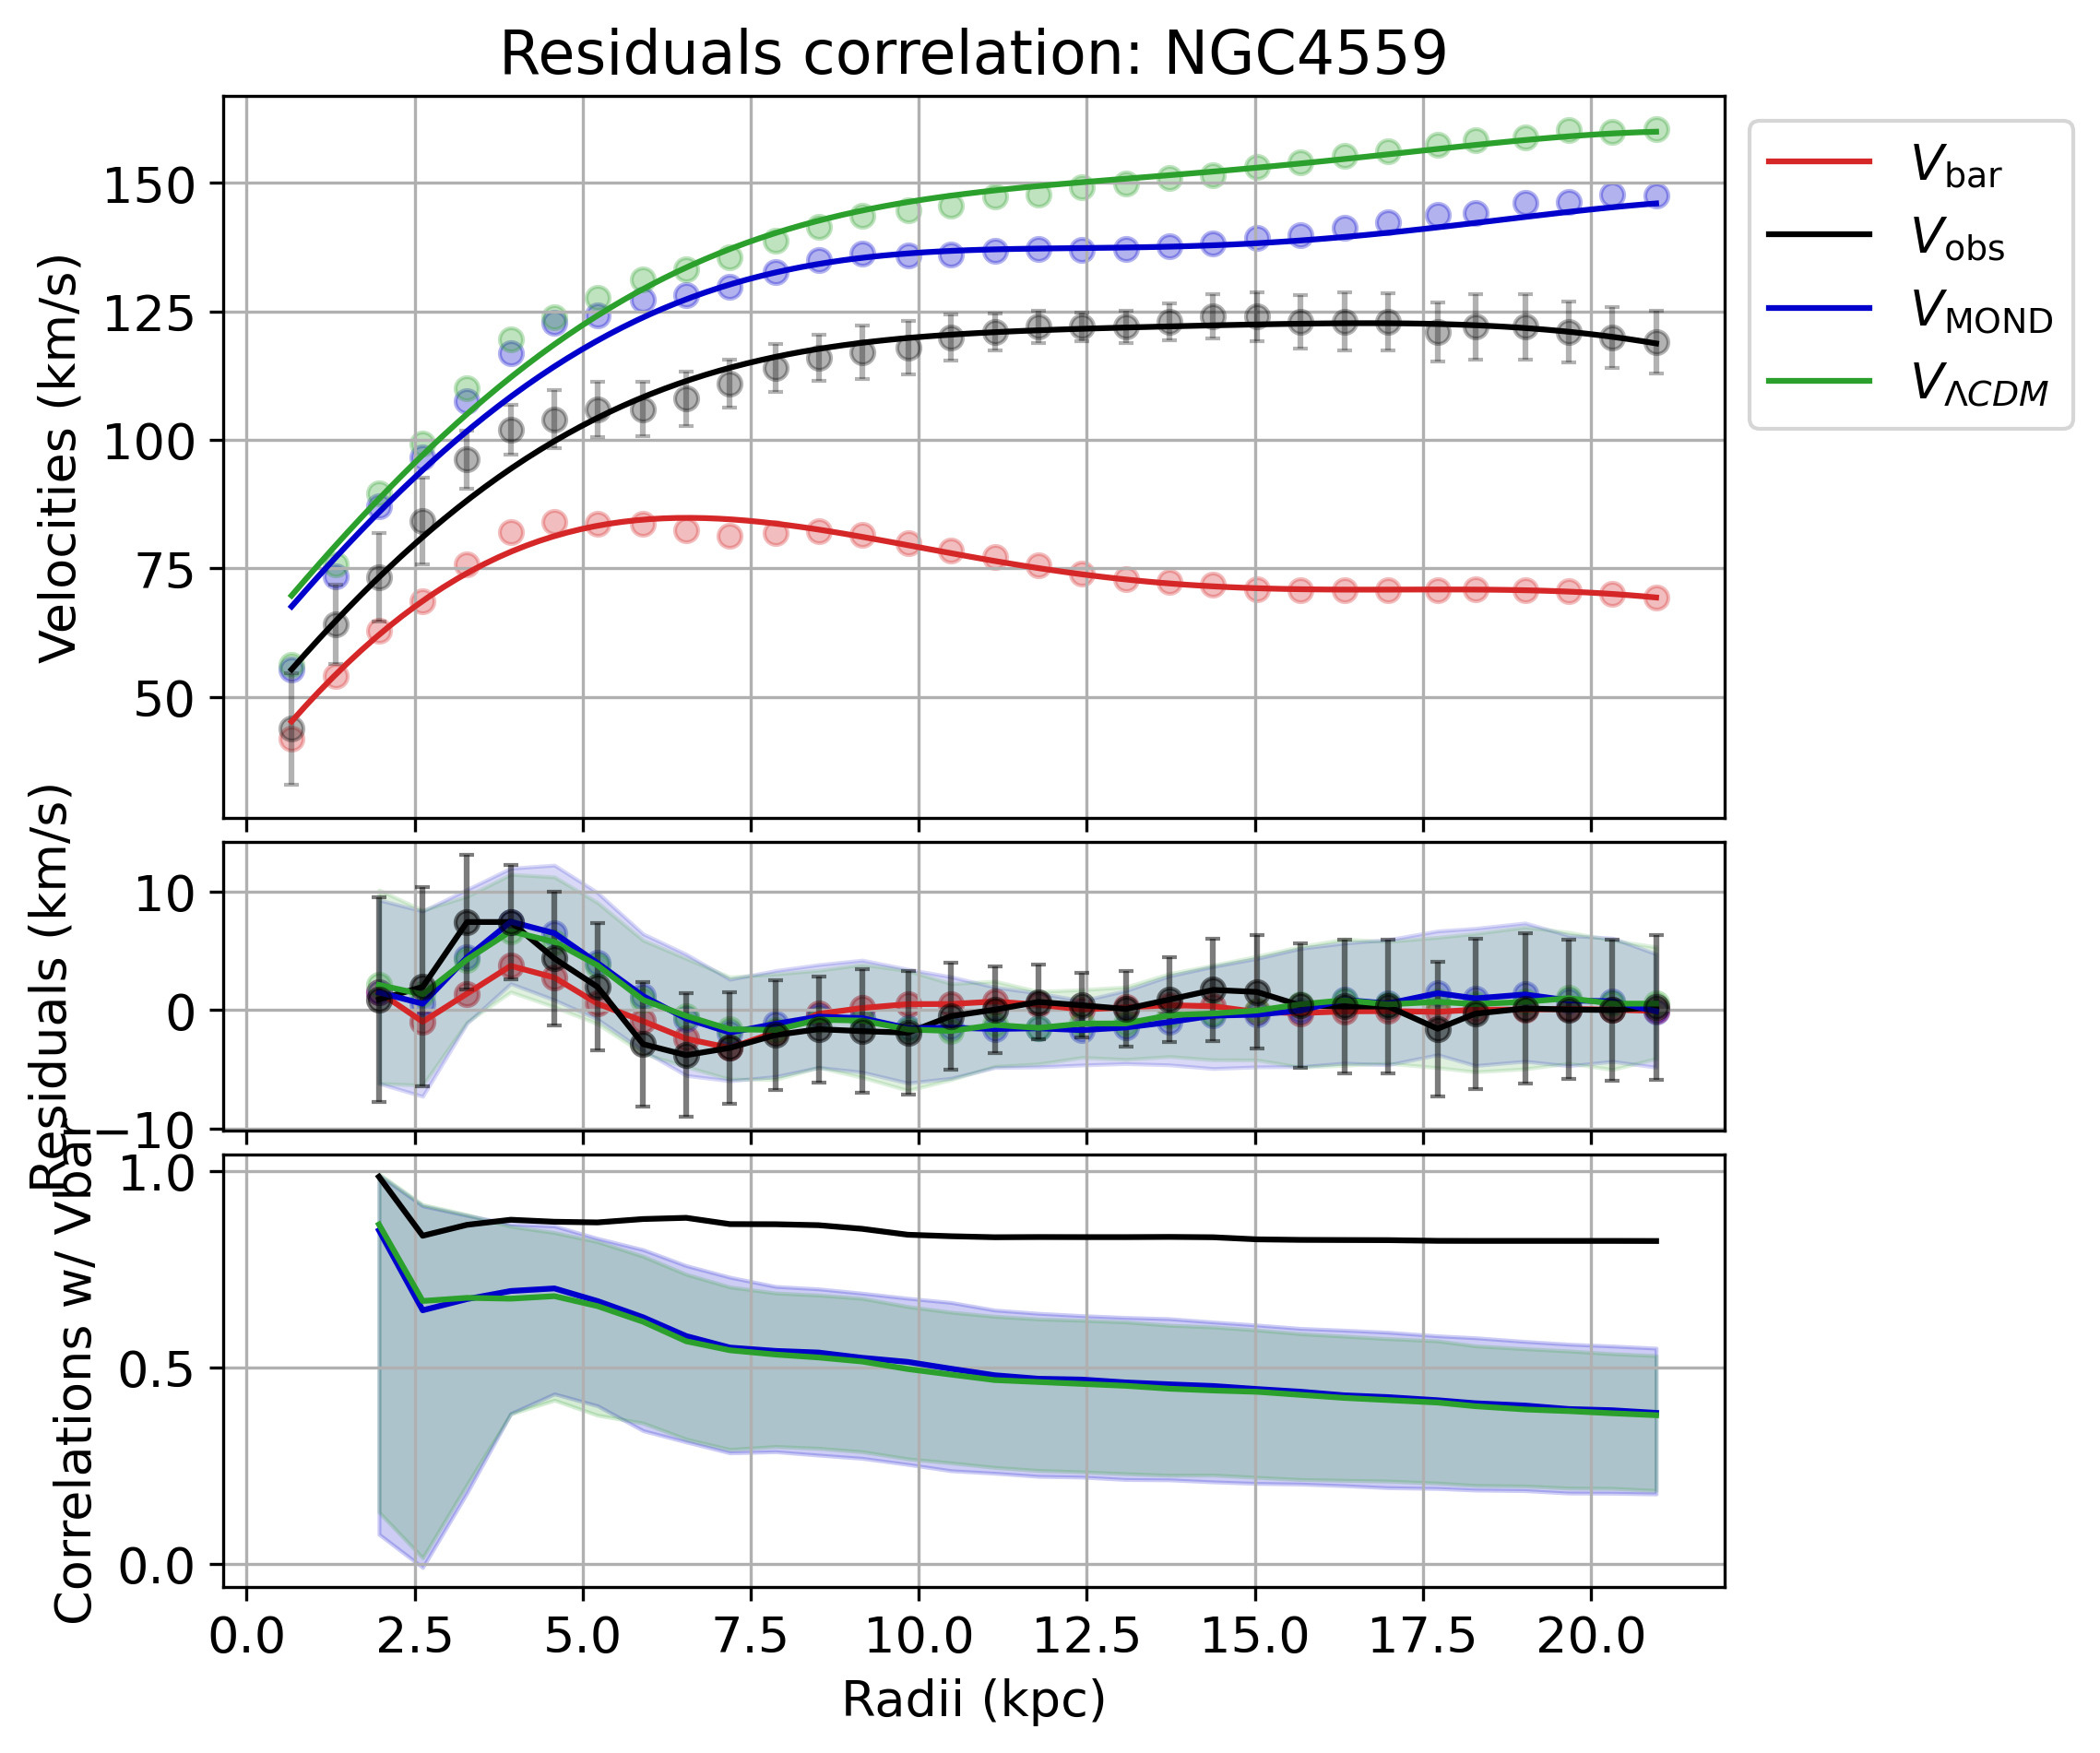 Residuals correlation: NGC4559
Velocities (km/s)
150
125
100
75
50
V_bar
V_obs
V_MOND
V_ΛCDM
Residuals (km/s)
10
0
−10
Correlations w/ Vbar
1.0
0.5
0.0
0.0 2.5 5.0 7.5 10.0 12.5 15.0 17.5 20.0
Radii (kpc)